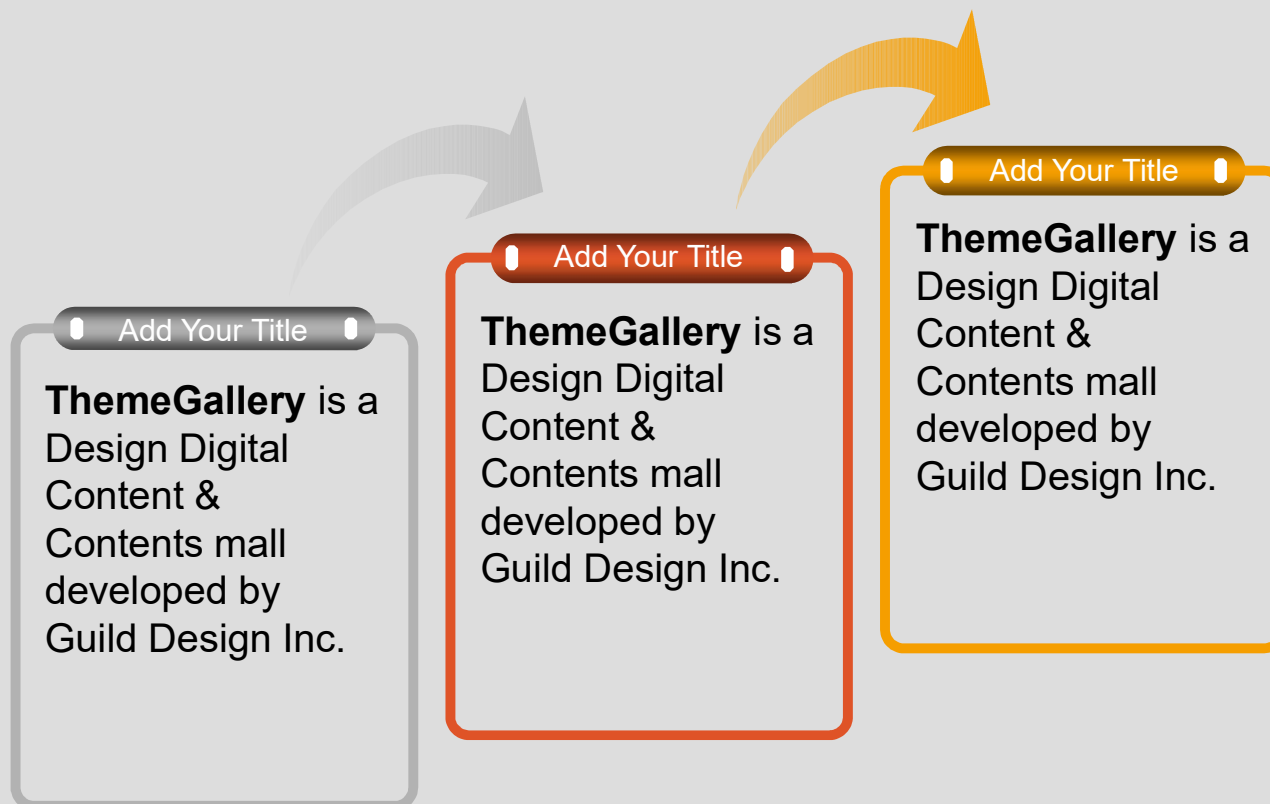 Add Your Title
ThemeGallery is a
Design Digital
Content &
Contents mall
developed by
Guild Design Inc.
Add Your Title
ThemeGallery is a
Design Digital
Content &
Contents mall
developed by
Guild Design Inc.
Add Your Title
ThemeGallery is a
Design Digital
Content &
Contents mall
developed by
Guild Design Inc.